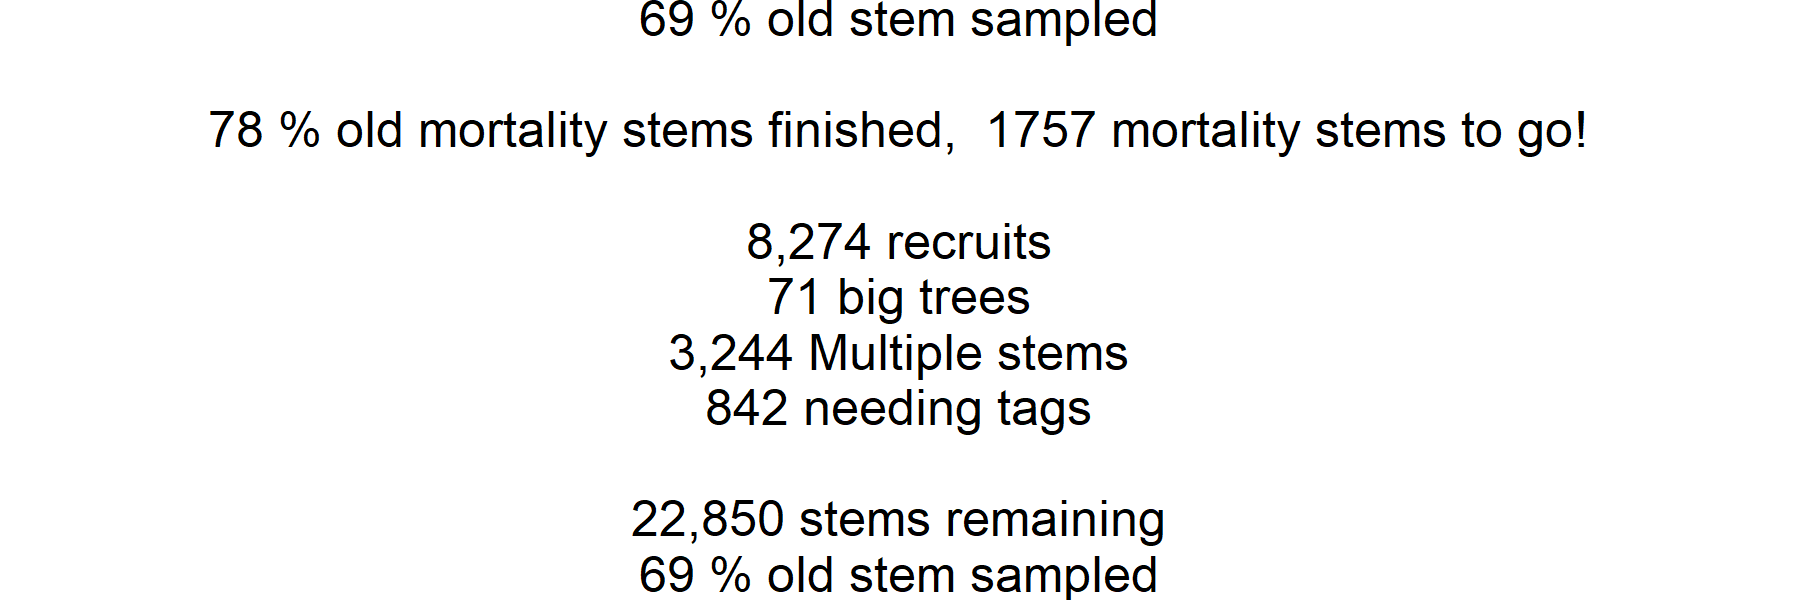 69 % old stem sampled
78 % old mortality stems finished,  1757 mortality stems to go!
8,274 recruits
71 big trees
3,244 Multiple stems
842 needing tags
22,850 stems remaining
69 % old stem sampled